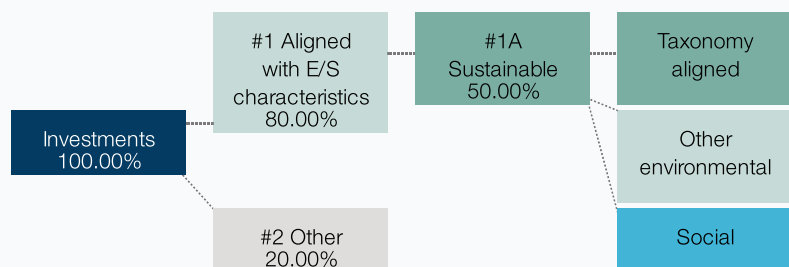 Investments
100.00%
#1 Aligned
with E/S
characteristics
80.00%
#2 Other
20.00%
#1A
Sustainable
50.00%
Taxonomy
aligned
Other
environmental
Social